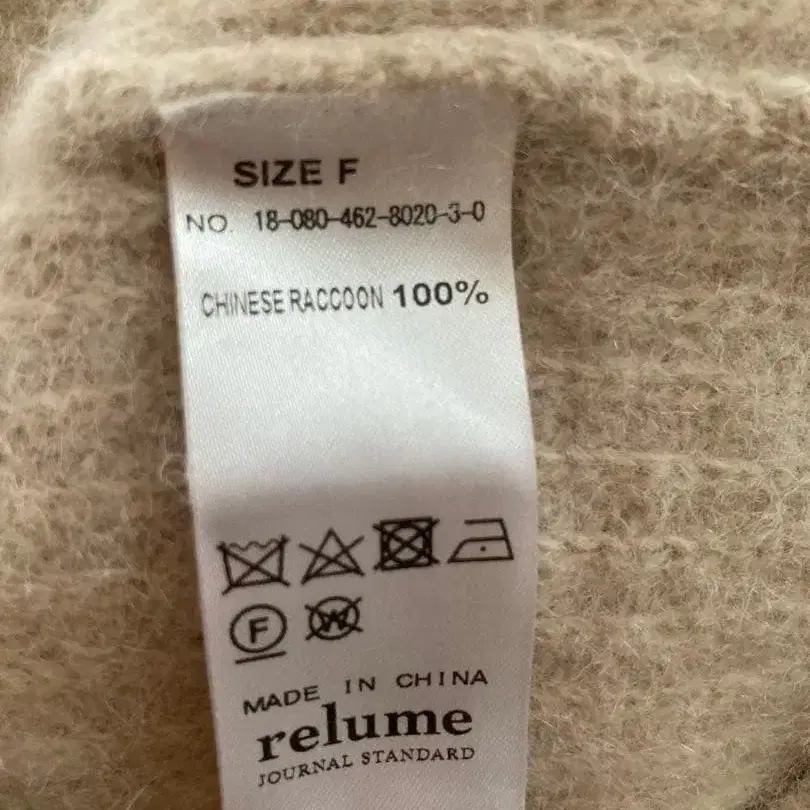 SIZE F
NO. 18-080-462-8020-3-0
CHINESE RACCOON 100%
F W
MADE IN CHINA
relume
JOURNAL STANDARD